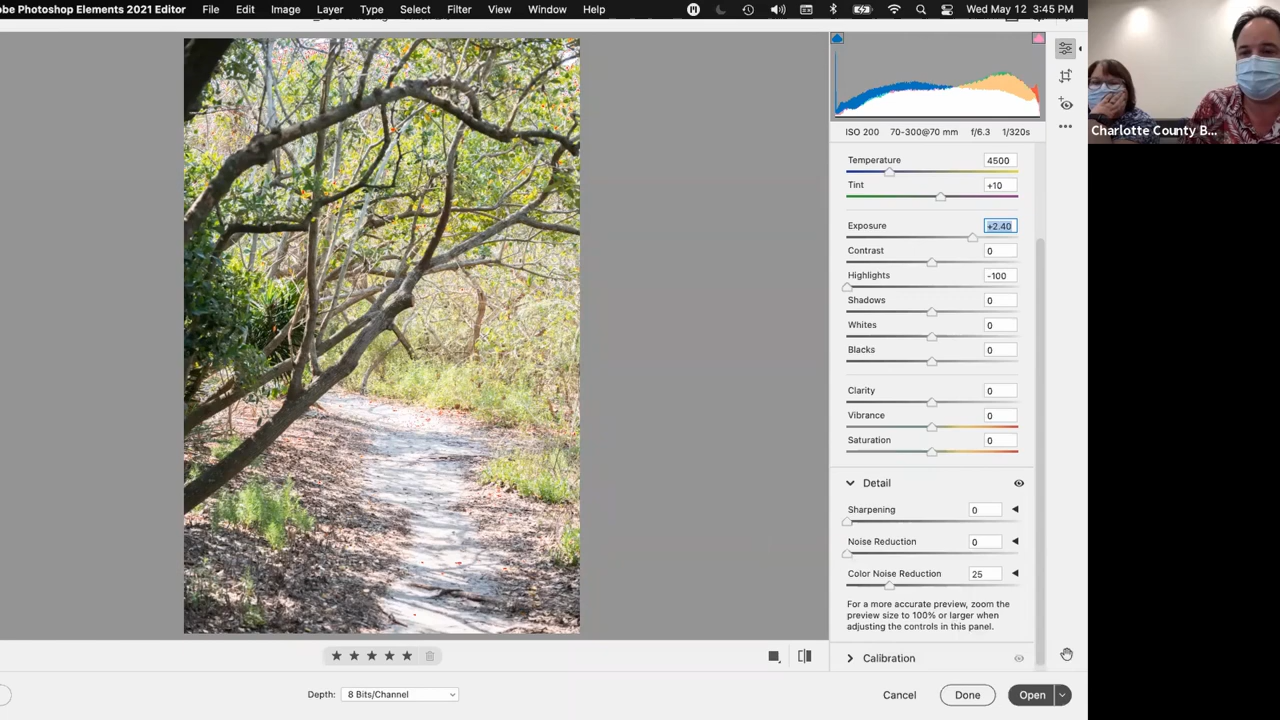 obe Photoshop Elements 2021 Editor File Edit Image Layer Type Select Filter View Window Help Wed May 12 3:45 PM
Charlotte County B...
ISO 200 70-300@70 mm f/6.3 1/320s
Temperature 4500
Tint +10
Exposure +2.40
Contrast 0
Highlights -100
Shadows 0
Whites 0
Blacks 0
Clarity 0
Vibrance 0
Saturation 0
Detail
Sharpening 0
Noise Reduction 0
Color Noise Reduction 25
For a more accurate preview, zoom the
preview size to 100% or larger when
adjusting the controls in this panel.
Calibration
Depth: 8 Bits/Channel Cancel Done Open